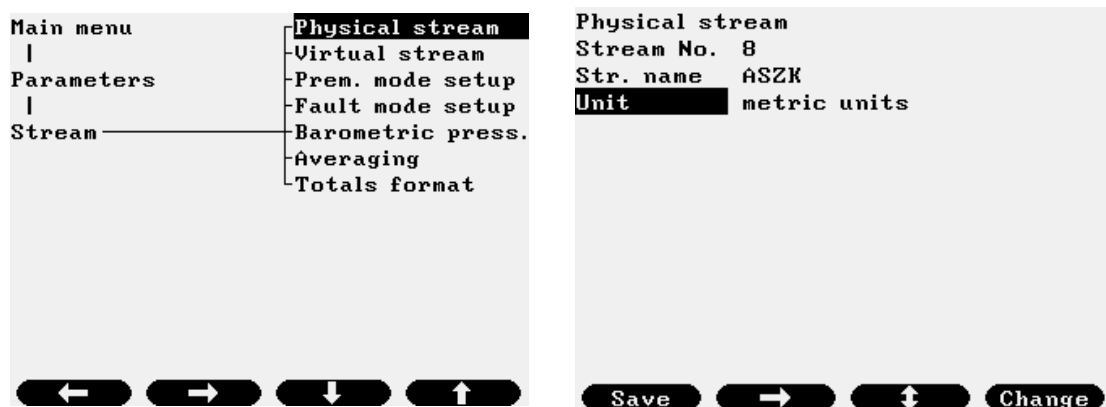 Main menu
Parameters
Stream
Physical stream
Virtual stream
Prem. mode setup
Fault mode setup
Barometric press.
Averaging
Totals format
Physical stream
Stream No. 8
Str. name ASZK
Unit metric units
Save
Change